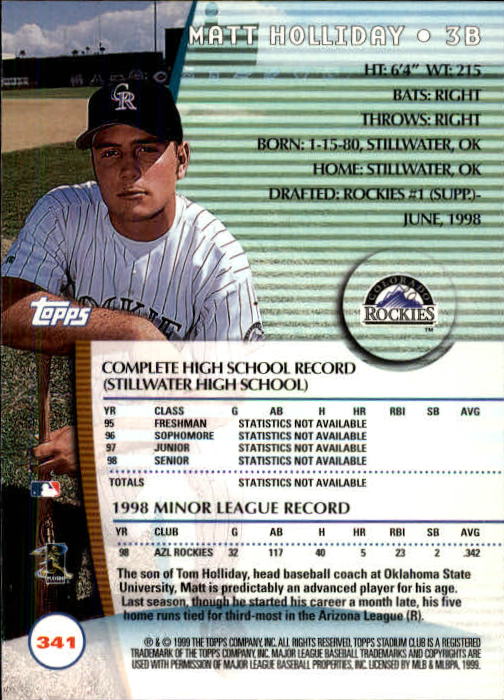 MATT HOLLIDAY • 3B
HT: 6'4" WT: 215
BATS: RIGHT
THROWS: RIGHT
BORN: 1-15-80, STILLWATER, OK
HOME: STILLWATER, OK
DRAFTED: ROCKIES #1 (SUPP.)-
JUNE, 1998
CR
ROCKIE
COLORADO
ROCKIES
TM
Topps
COMPLETE HIGH SCHOOL RECORD
(STILLWATER HIGH SCHOOL)
YR CLASS G AB H HR RBI SB AVG
95 FRESHMAN STATISTICS NOT AVAILABLE
96 SOPHOMORE STATISTICS NOT AVAILABLE
97 JUNIOR STATISTICS NOT AVAILABLE
98 SENIOR STATISTICS NOT AVAILABLE
TOTALS STATISTICS NOT AVAILABLE
1998 MINOR LEAGUE RECORD
YR CLUB G AB H HR RBI SB AVG
98 AZL ROCKIES 32 117 40 5 23 2 .342
The son of Tom Holliday, head baseball coach at Oklahoma State
University, Matt is predictably an advanced player for his age.
Last season, though he started his career a month late, his five
home runs tied for third-most in the Arizona League (R).
341
® & © 1999 THE TOPPS COMPANY, INC. ALL RIGHTS RESERVED. TOPPS STADIUM CLUB IS A REGISTERED
TRADEMARK OF THE TOPPS COMPANY, INC. MAJOR LEAGUE BASEBALL TRADEMARKS AND COPYRIGHTS ARE
USED WITH PERMISSION OF MAJOR LEAGUE BASEBALL PROPERTIES, INC. LICENSED BY MLB & MLBPA, 1999.